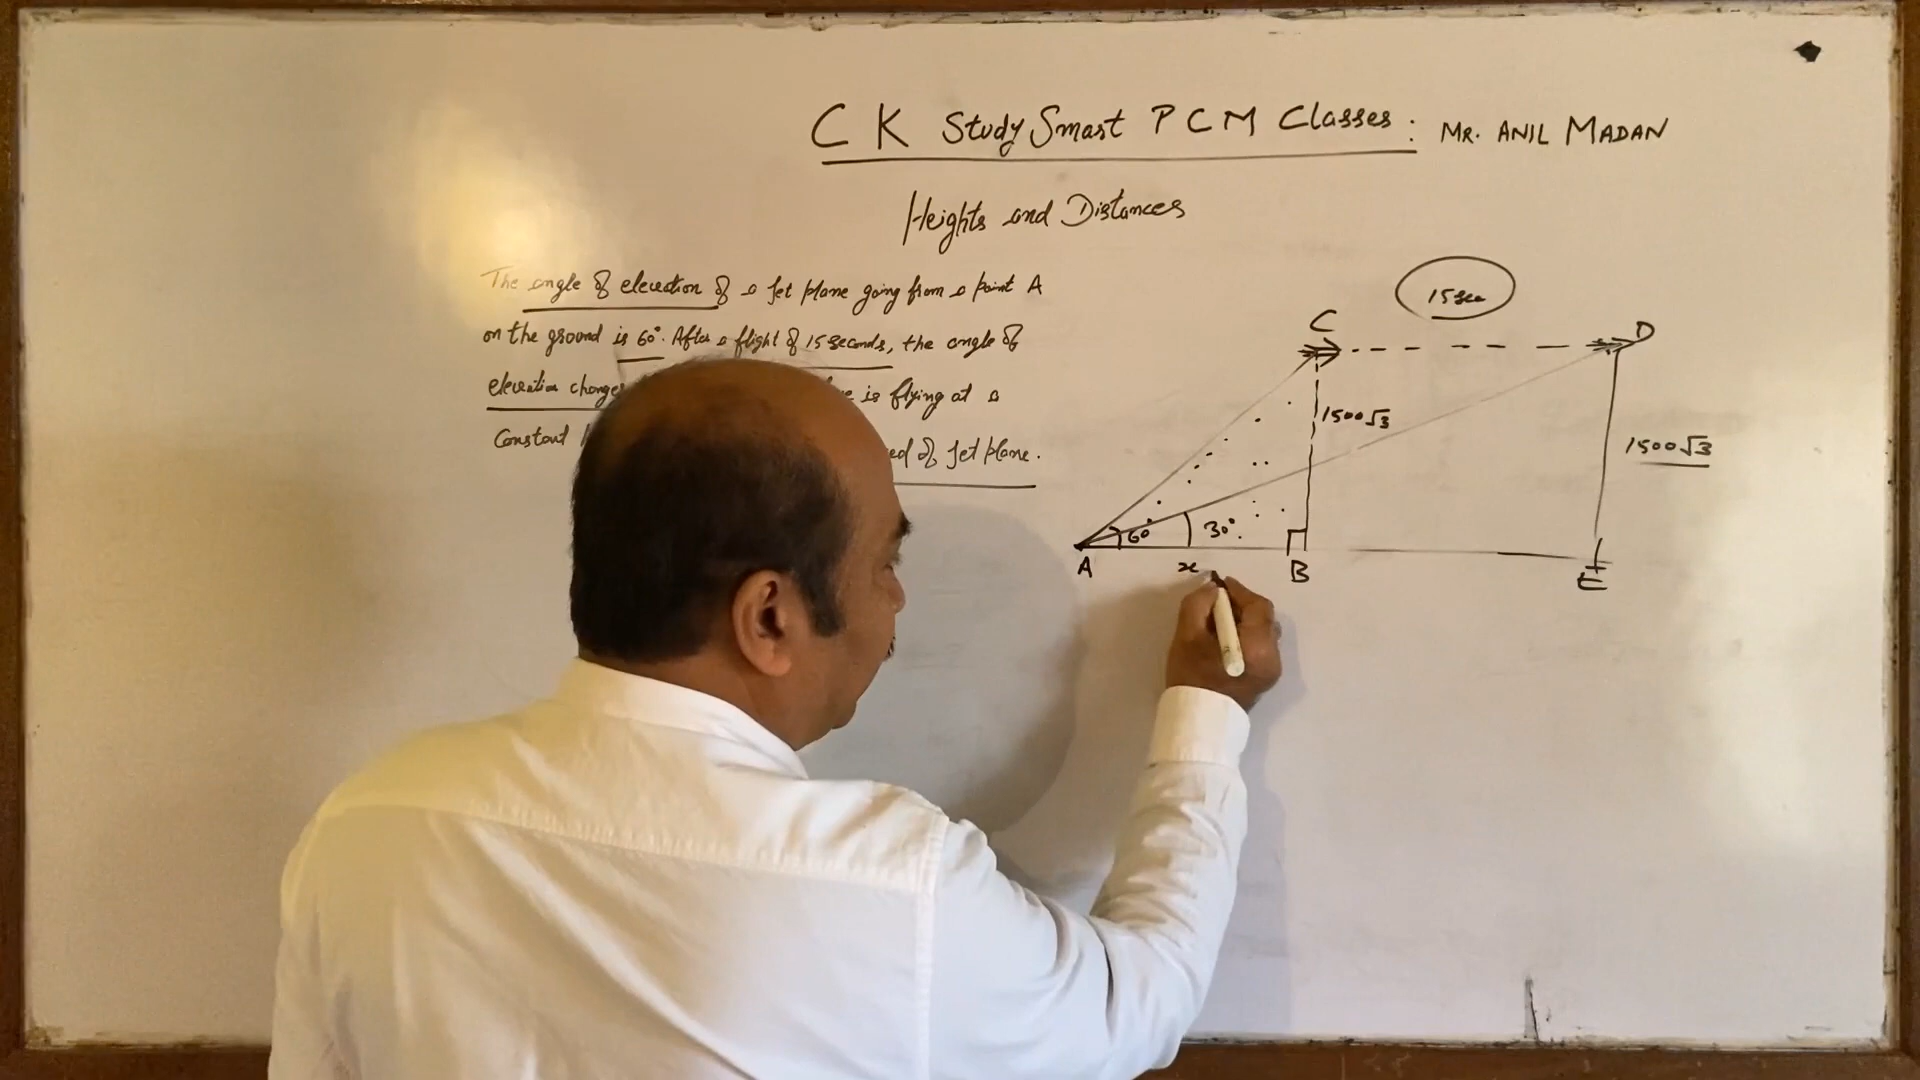 C K Study Smart P C M Classes : MR. ANIL MADAN
Heights and Distances
The angle of elevation of a Jet plane going from a point A
on the ground is 60°. After a flight of 15 seconds, the angle of
elevation change is flying at a
Constant of Jet plane.
15 sec
C
D
1500√3
1500√3
60
30°
A
x
B
E